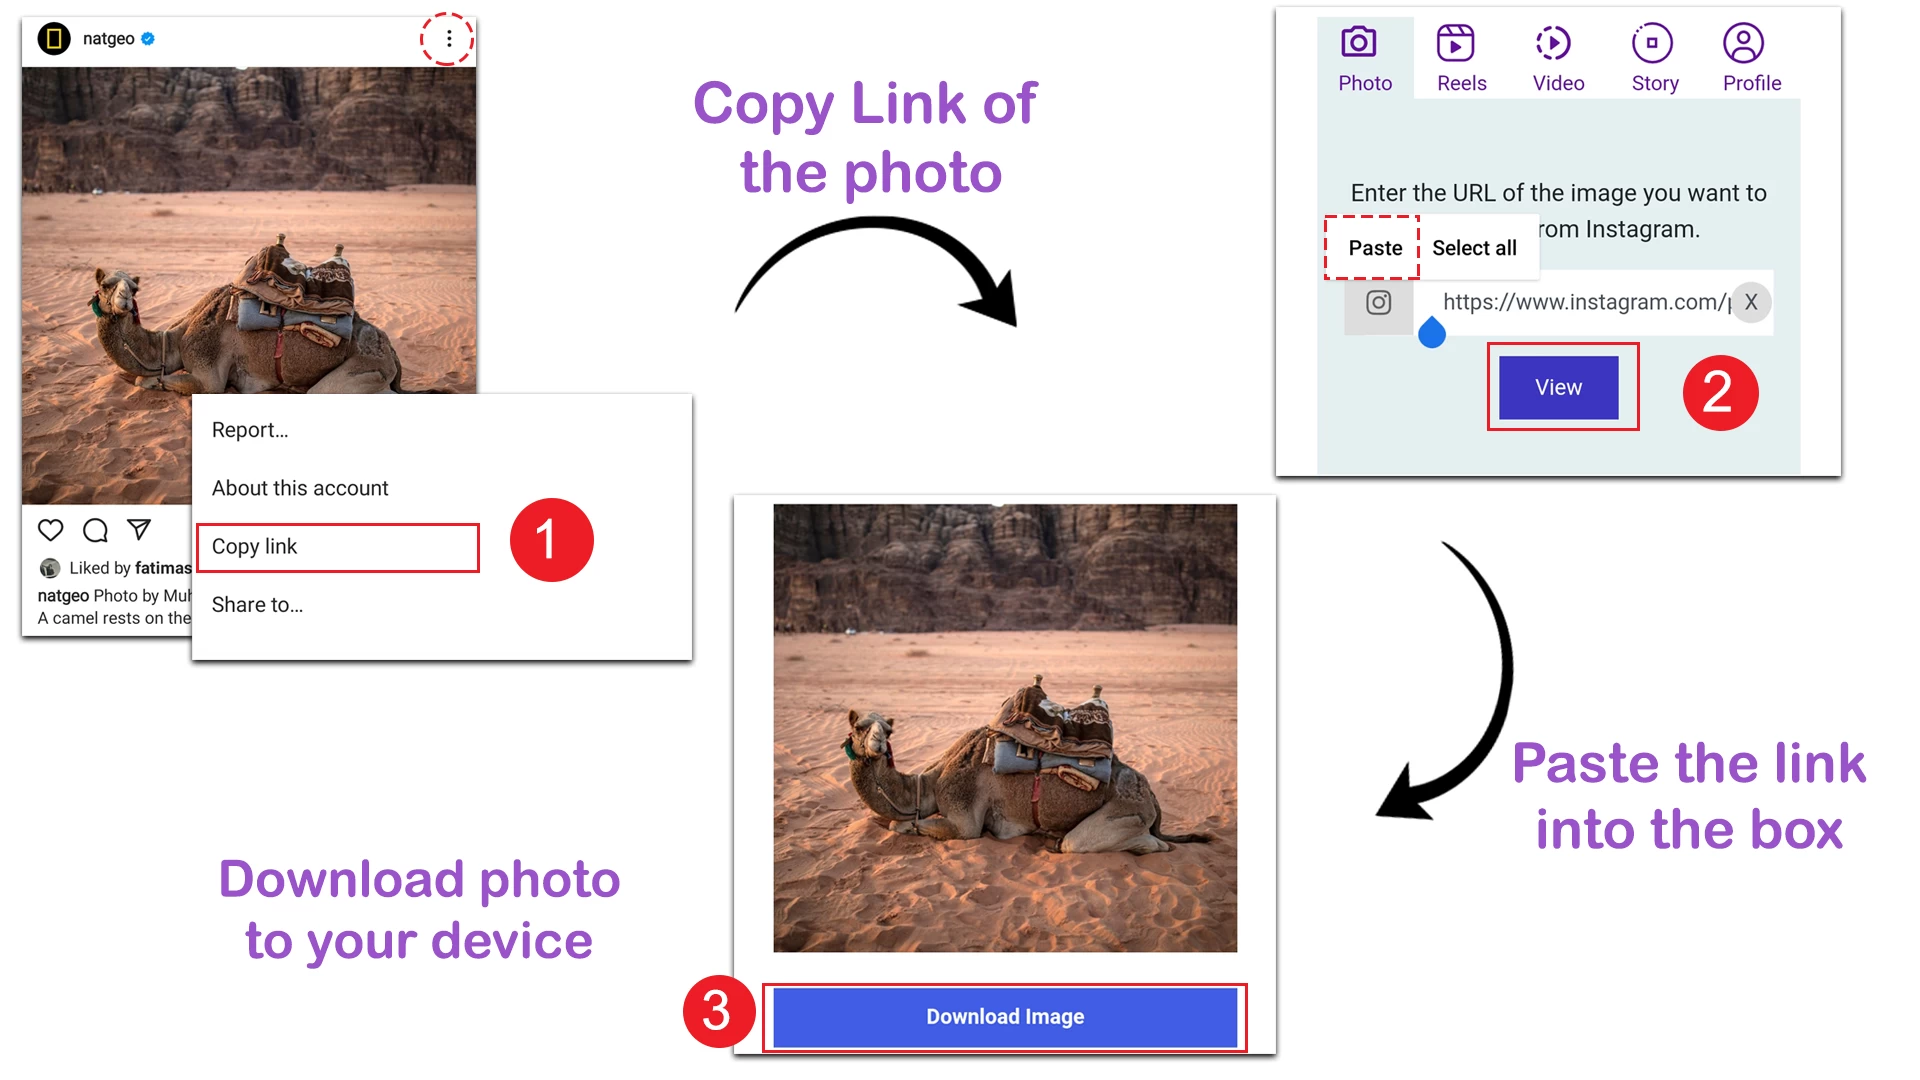 natgeo
Report...
About this account
Copy link
Share to...
1
Liked by fatimas
natgeo Photo by Muh
A camel rests on the
Copy Link of
the photo
Photo
Reels
Video
Story
Profile
Enter the URL of the image you want to
rom Instagram.
Paste
Select all
https://www.instagram.com/p
X
View
2
Paste the link
into the box
Download photo
to your device
3
Download Image